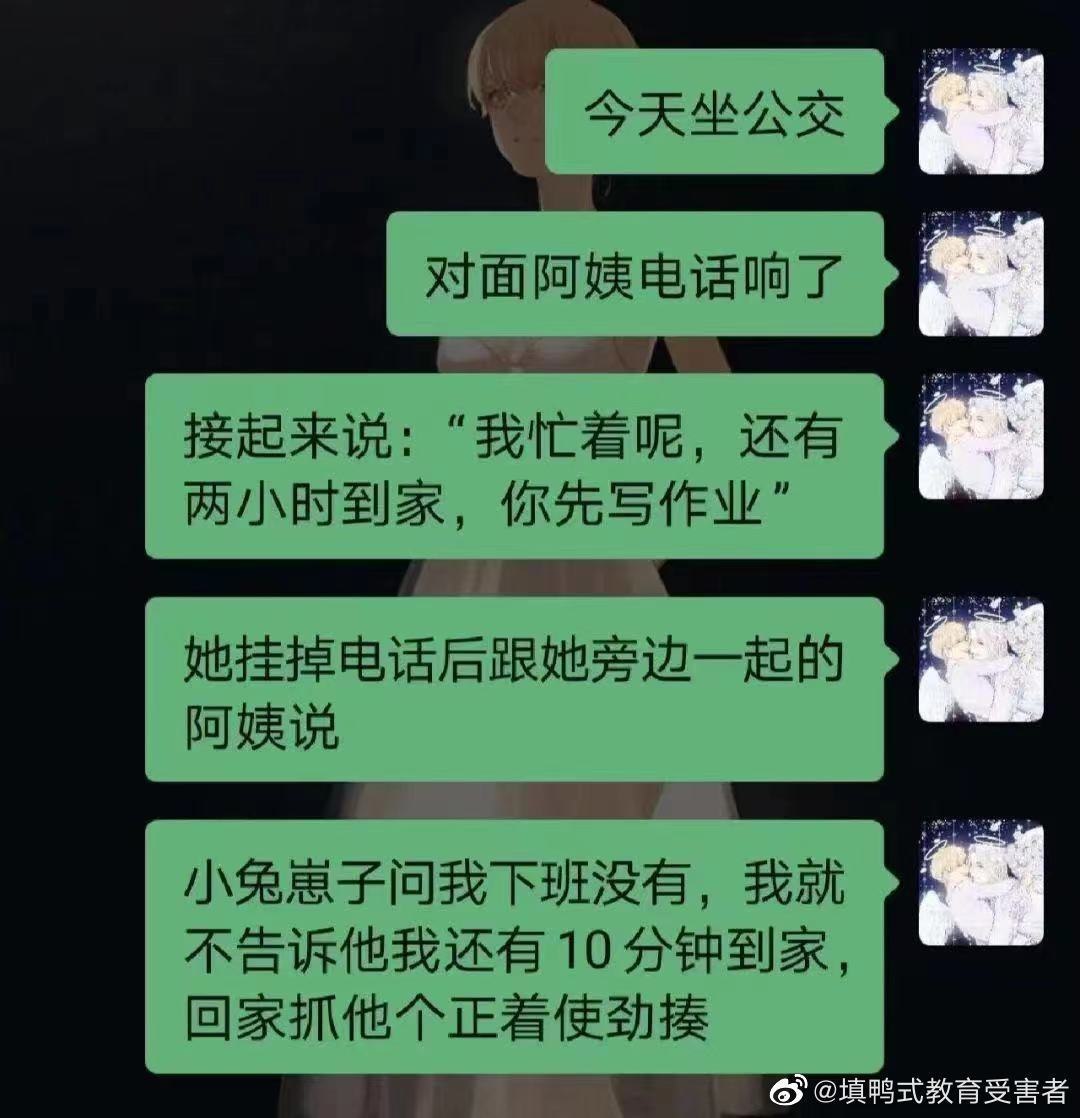 今天坐公交
对面阿姨电话响了
接起来说：“我忙着呢，还有
两小时到家，你先写作业”
她挂掉电话后跟她旁边一起的
阿姨说
小兔崽子问我下班没有，我就
不告诉他我还有10分钟到家，
回家抓他个正着使劲揍
@填鸭式教育受害者